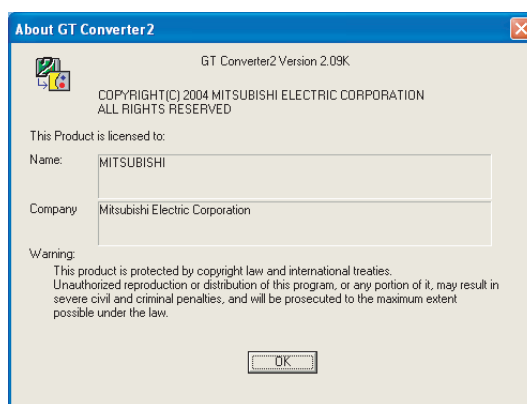 About GT Converter2
GT Converter2 Version 2.09K
COPYRIGHT(C) 2004 MITSUBISHI ELECTRIC CORPORATION
ALL RIGHTS RESERVED
This Product is licensed to:
Name:
MITSUBISHI
Company
Mitsubishi Electric Corporation
Warning:
This product is protected by copyright law and international treaties.
Unauthorized reproduction or distribution of this program, or any portion of it, may result in
severe civil and criminal penalties, and will be prosecuted to the maximum extent
possible under the law.
OK